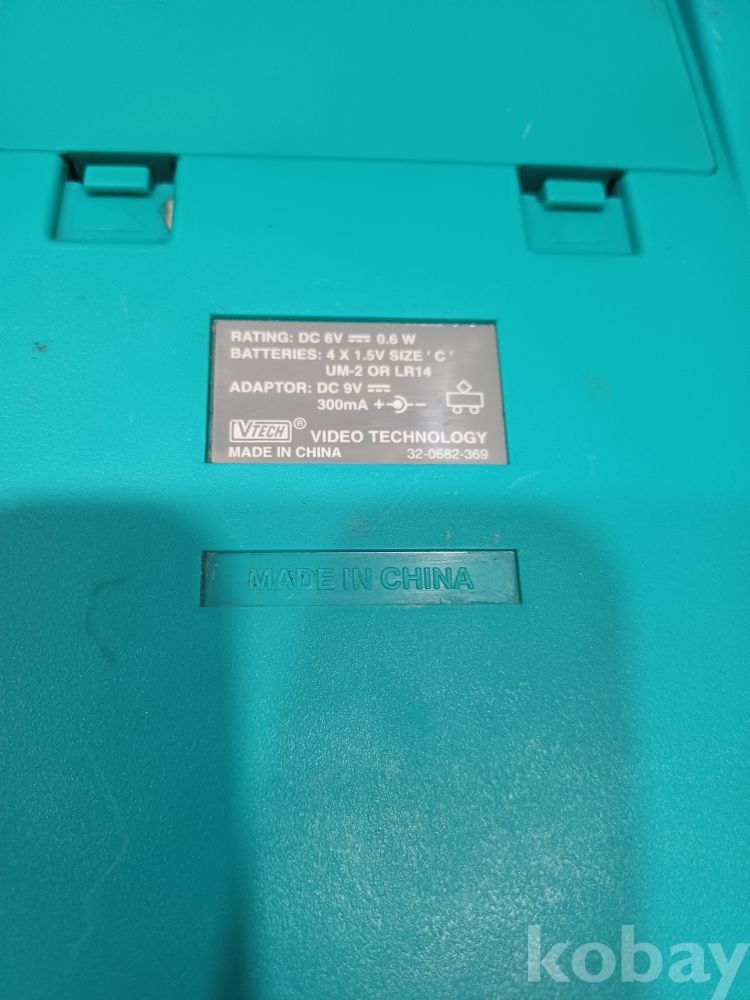 RATING: DC 6V ⎓ 0.6 W
BATTERIES: 4 X 1.5V SIZE ' C '
UM-2 OR LR14
ADAPTOR: DC 9V ⎓
300mA + -
VTECH ® VIDEO TECHNOLOGY
MADE IN CHINA 32-0682-369
MADE IN CHINA
kobay